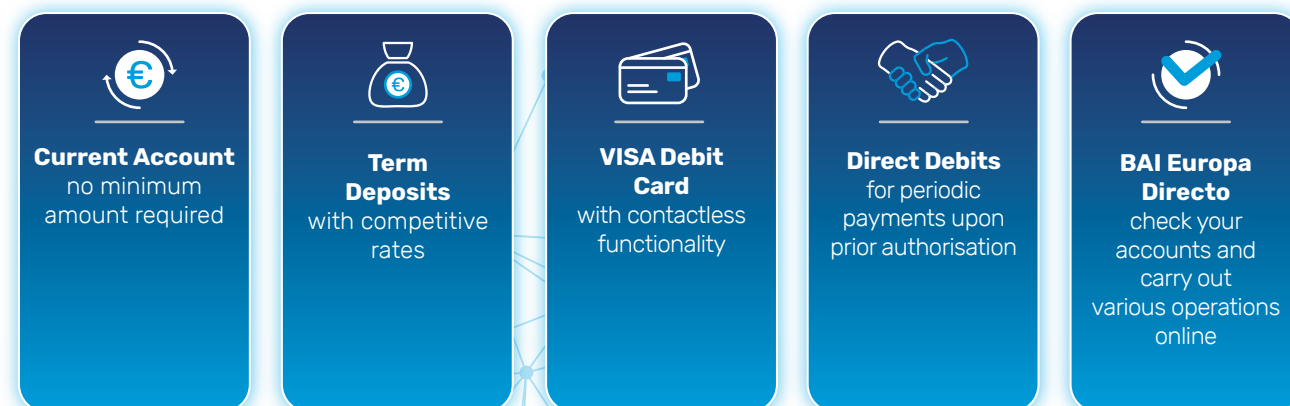 Current Account
no minimum
amount required
Term
Deposits
with competitive
rates
VISA Debit
Card
with contactless
functionality
Direct Debits
for periodic
payments upon
prior authorisation
BAI Europa
Directo
check your
accounts and
carry out
various operations
online